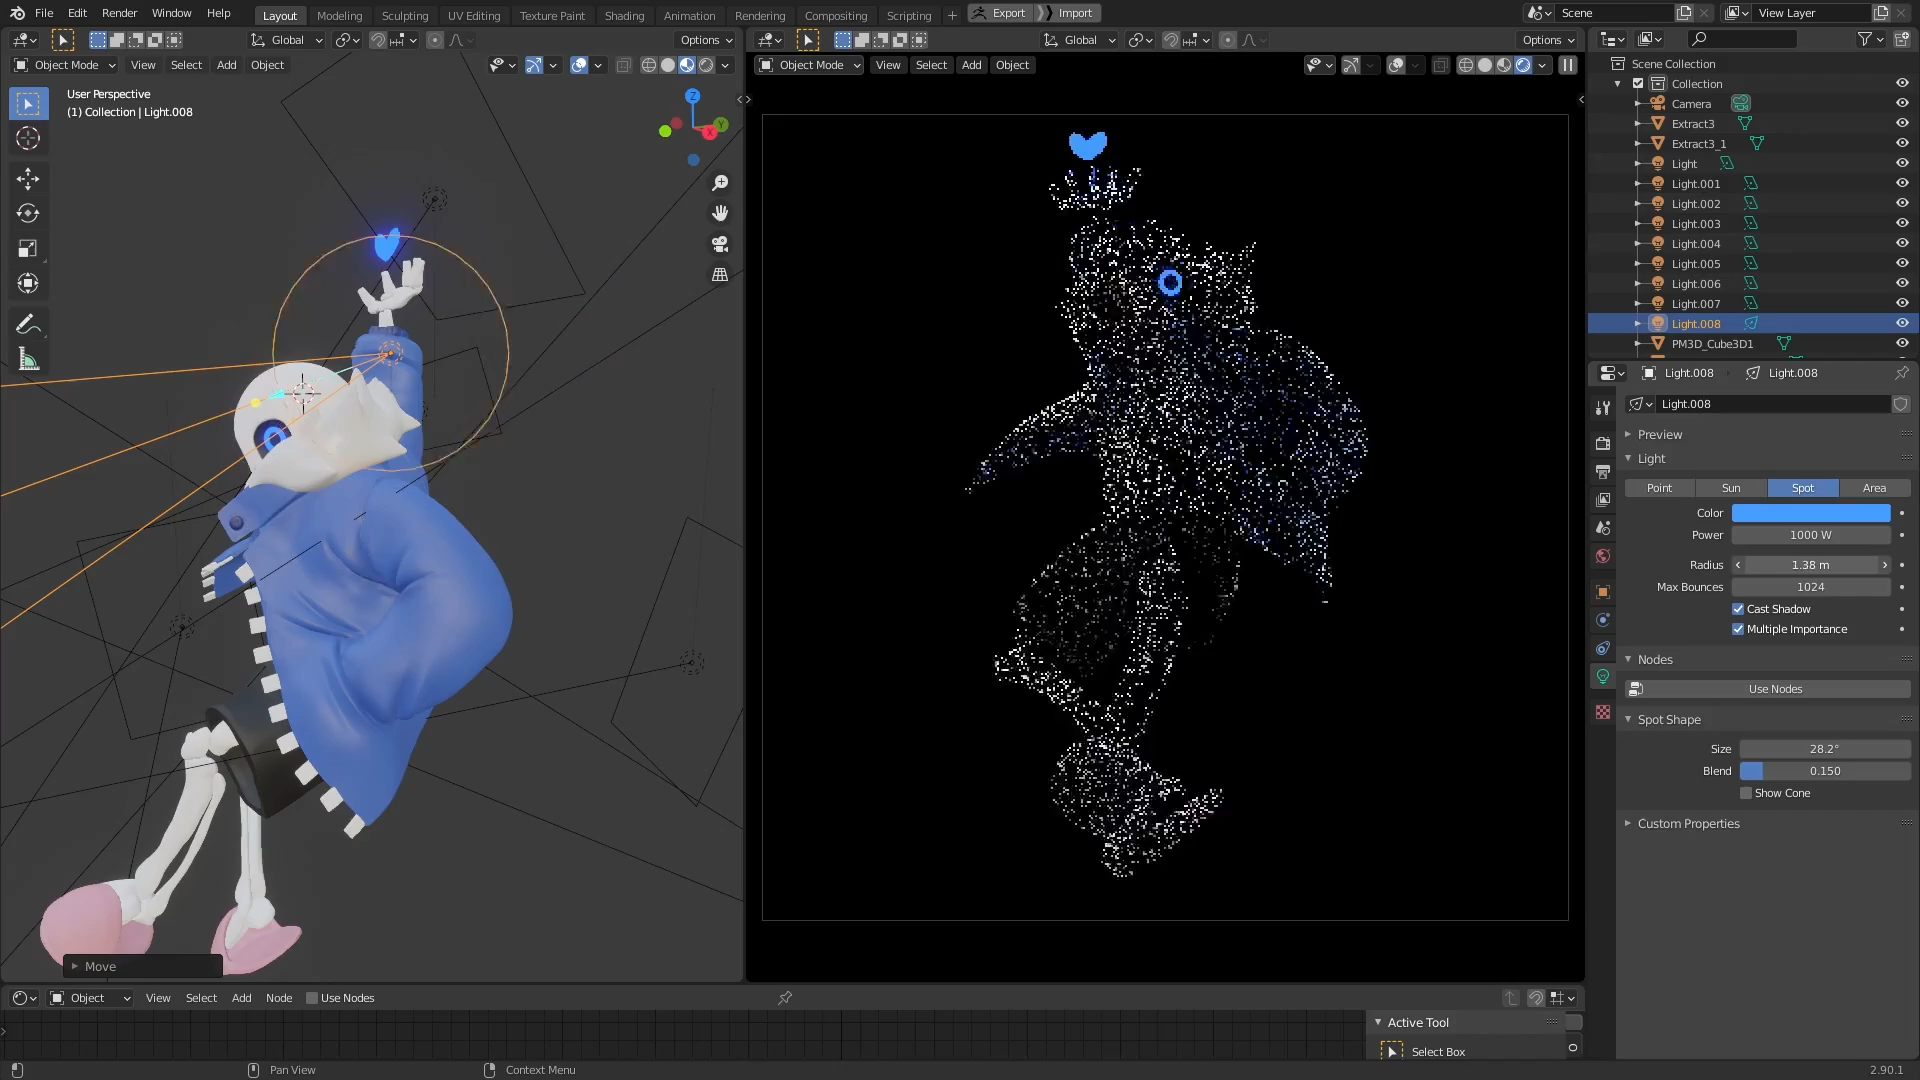 File Edit Render Window Help Layout Modeling Sculpting UV Editing Texture Paint Shading Animation Rendering Compositing Scripting + Export Import Scene View Layer
Global Options Global Options
Object Mode View Select Add Object Object Mode View Select Add Object
User Perspective
(1) Collection | Light.008
Z
Y
X
Move
Scene Collection
Collection
Camera
Extract3
Extract3_1
Light
Light.001
Light.002
Light.003
Light.004
Light.005
Light.006
Light.007
Light.008
PM3D_Cube3D1
Light.008 Light.008
Light.008
Preview
Light
Point Sun Spot Area
Color
Power 1000 W
Radius 1.38 m
Max Bounces 1024
Cast Shadow
Multiple Importance
Nodes
Use Nodes
Spot Shape
Size 28.2°
Blend 0.150
Show Cone
Custom Properties
Object View Select Add Node Use Nodes
Active Tool
Select Box
Pan View Context Menu 2.90.1